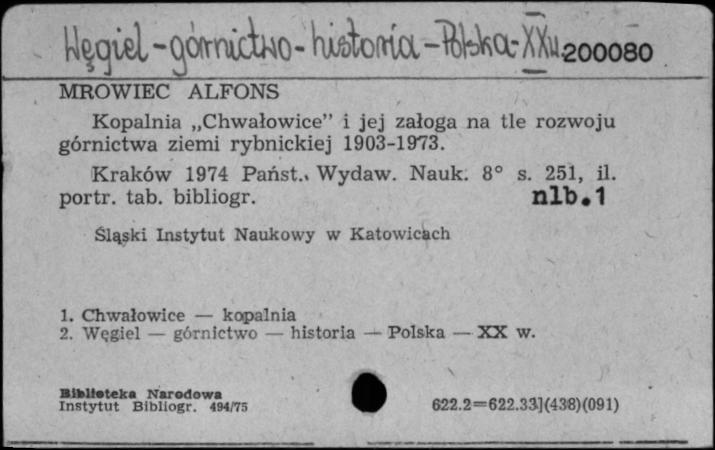 Węgiel-górnictwo-historia-Polska-XXw. 200080
MROWIEC ALFONS
Kopalnia „Chwałowice” i jej załoga na tle rozwoju
górnictwa ziemi rybnickiej 1903-1973.
Kraków 1974 Państ. Wydaw. Nauk. 8° s. 251, il.
portr. tab. bibliogr. nlb.1
Śląski Instytut Naukowy w Katowicach
1. Chwałowice — kopalnia
2. Węgiel — górnictwo — historia — Polska — XX w.
Biblioteka Narodowa
Instytut Bibliogr. 494/75 622.2=622.33](438)(091)